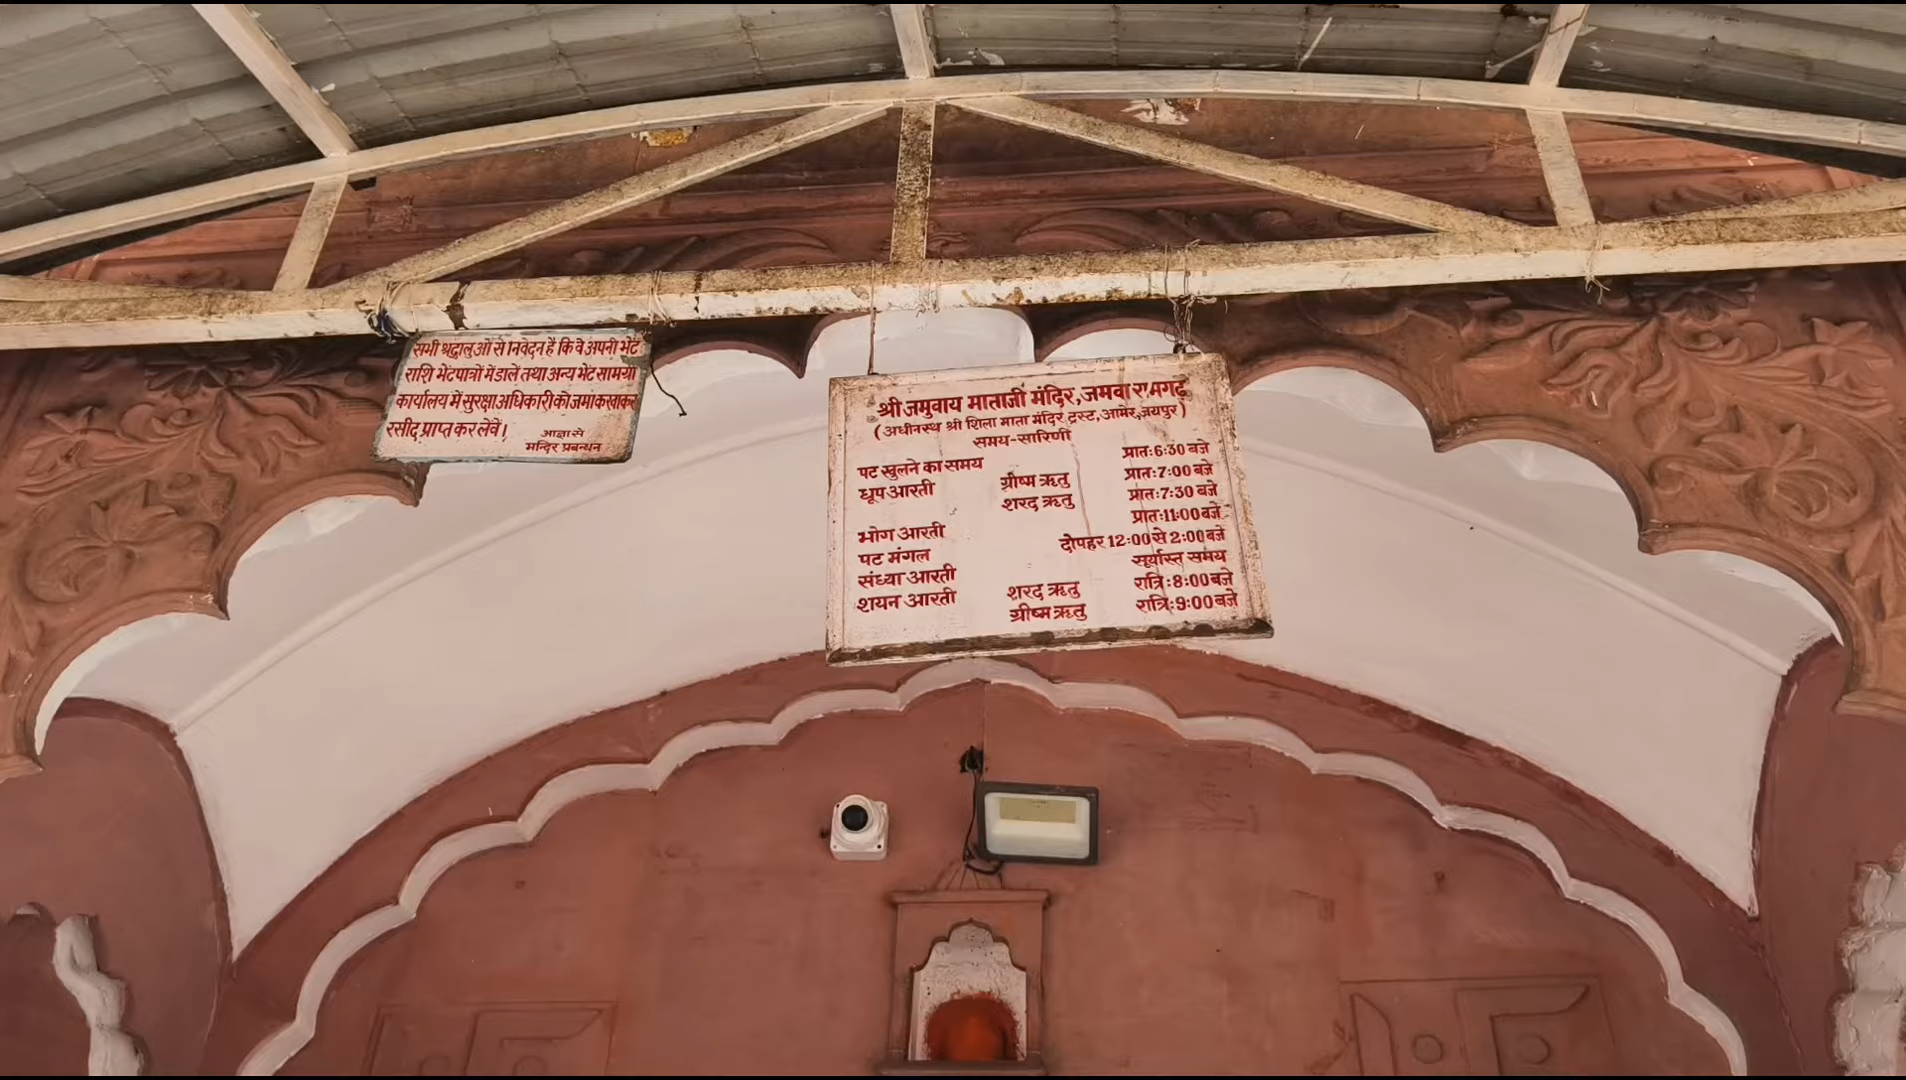 सभी श्रद्धालुओं से निवेदन है कि वे अपनी भेंट
राशि भेंटपात्रों में डाले तथा अन्य भेंट सामग्री
कार्यालय में सुरक्षा अधिकारी को जमा करवाकर
रसीद प्राप्त कर लेवें।
आज्ञा से
मन्दिर प्रबन्धन
श्री जमुवाय माताजी मंदिर, जमवा रामगढ़
(अधीनस्थ श्री शिला माता मंदिर ट्रस्ट, आमेर, जयपुर)
समय-सारिणी
पट खुलने का समय प्रातः 6:30 बजे
धूप आरती ग्रीष्म ऋतु प्रातः 7:00 बजे
शरद ऋतु प्रातः 7:30 बजे
भोग आरती प्रातः 11:00 बजे
पट मंगल दोपहर 12:00 से 2:00 बजे
संध्या आरती सूर्यास्त समय
शयन आरती शरद ऋतु रात्रि: 8:00 बजे
ग्रीष्म ऋतु रात्रि: 9:00 बजे